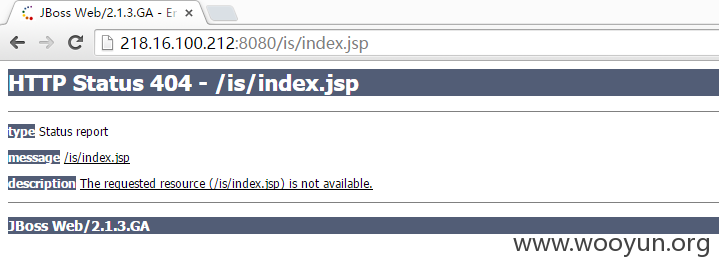 JBoss Web/2.1.3.GA - Er
218.16.100.212:8080/is/index.jsp
HTTP Status 404 - /is/index.jsp
type Status report
message /is/index.jsp
description The requested resource (/is/index.jsp) is not available.
JBoss Web/2.1.3.GA
www.wooyun.org